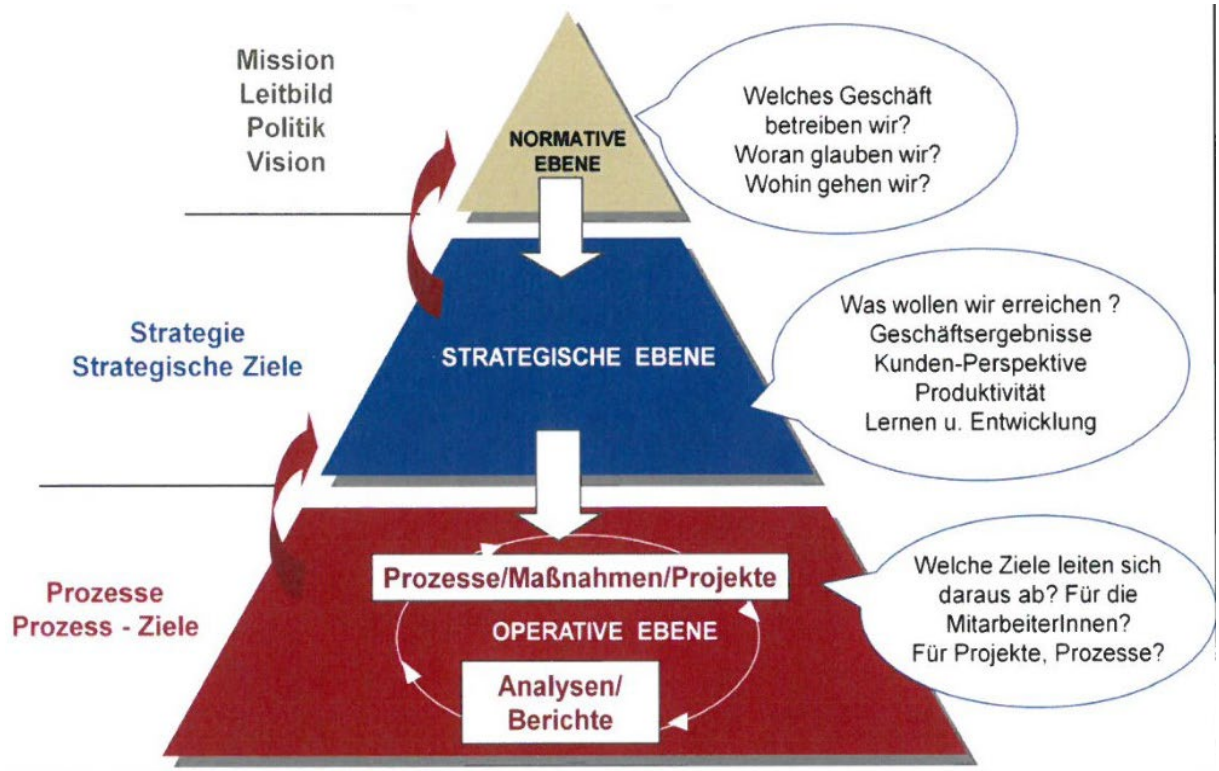 Mission
Leitbild
Politik
Vision
NORMATIVE
EBENE
Welches Geschäft
betreiben wir?
Woran glauben wir?
Wohin gehen wir?
Strategie
Strategische Ziele
STRATEGISCHE EBENE
Was wollen wir erreichen ?
Geschäftsergebnisse
Kunden-Perspektive
Produktivität
Lernen u. Entwicklung
Prozesse
Prozess - Ziele
Prozesse/Maßnahmen/Projekte
OPERATIVE EBENE
Analysen/
Berichte
Welche Ziele leiten sich
daraus ab? Für die
MitarbeiterInnen?
Für Projekte, Prozesse?